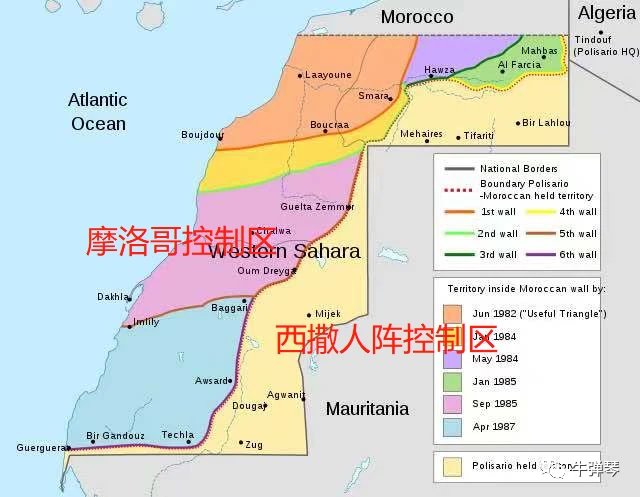 Morocco
Algeria
Tindouf
(Polisario HQ)
Mahbas
Al Farcia
Hawza
Laayoune
Smara
Atlantic
Ocean
Boucraa
Boujdour
Bir Lahlou
Mehaires
Tifariti
National Borders
Boundary Polisario
-Moroccan held territory
1st wall
4th wall
2nd wall
5th wall
3rd wall
6th wall
Guelta Zemmur
Chalwa
摩洛哥控制区
Western Sahara
Oum Dreyga
Territory inside Moroccan wall by:
Jun 1982 ("Useful Triangle")
Jan 1984
May 1984
Jan 1985
Sep 1985
Apr 1987
Dakhla
Imlily
Baggari
Mijek
西撒人阵控制区
Awsard
Agwanit
Dougaj
Mauritania
Bir Gandouz
Techla
Zug
Guerguerat
Polisario held
牛弹琴